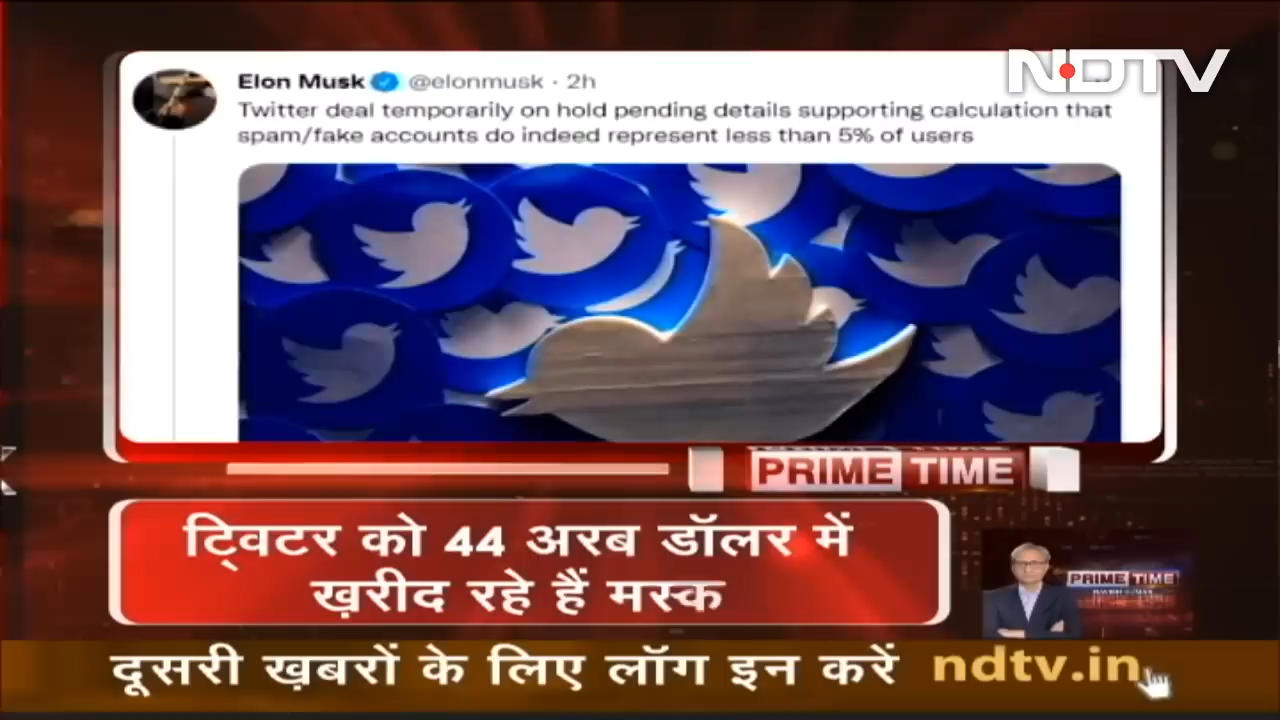 NDTV
Elon Musk @elonmusk · 2h
Twitter deal temporarily on hold pending details supporting calculation that
spam/fake accounts do indeed represent less than 5% of users
PRIME TIME
ट्विटर को 44 अरब डॉलर में
ख़रीद रहे हैं मस्क
PRIME TIME
दूसरी ख़बरों के लिए लॉग इन करें ndtv.in